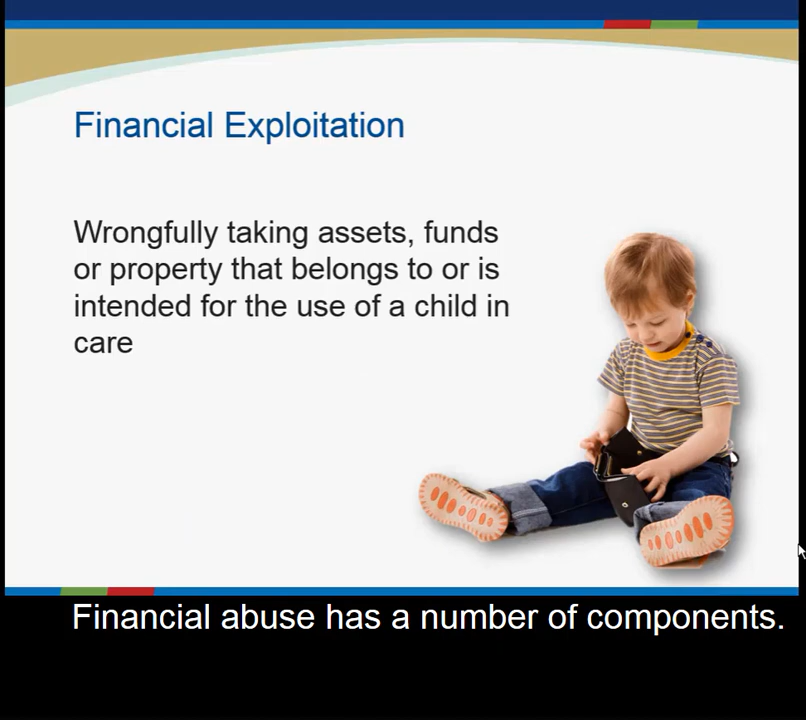 Financial Exploitation
Wrongfully taking assets, funds
or property that belongs to or is
intended for the use of a child in
care
Financial abuse has a number of components.